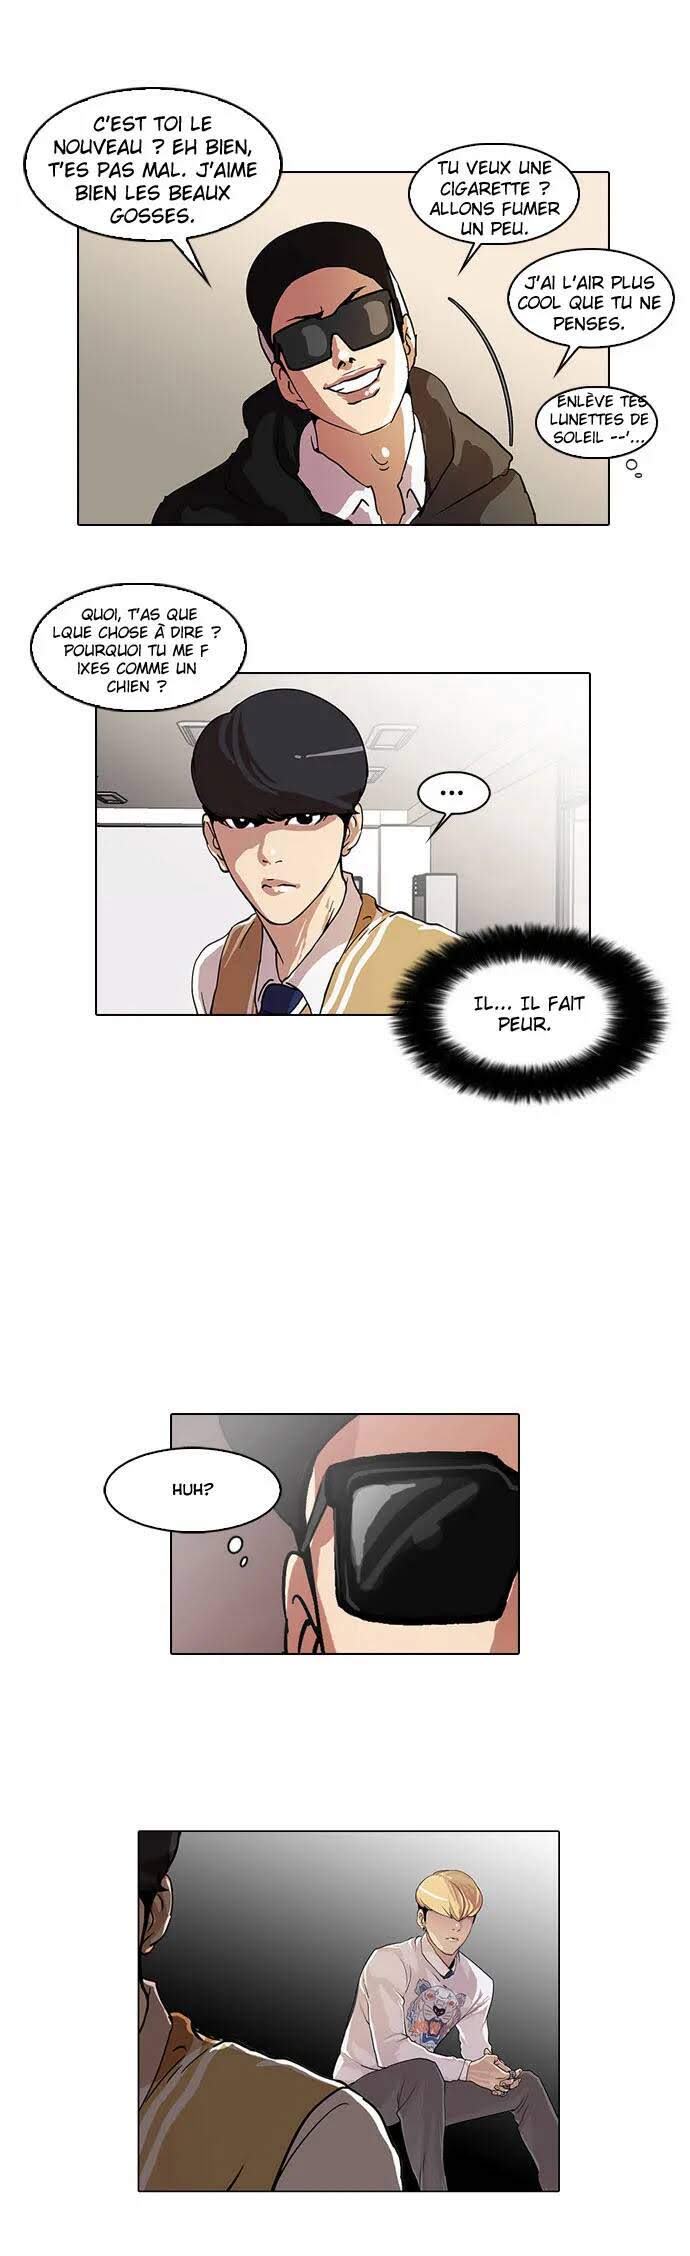 C'EST TOI LE
NOUVEAU ? EH BIEN,
T'ES PAS MAL. J'AIME
BIEN LES BEAUX
GOSSES.
TU VEUX UNE
CIGARETTE ?
ALLONS FUMER
UN PEU.
J'AI L'AIR PLUS
COOL QUE TU NE
PENSES.
ENLÈVE TES
LUNETTES DE
SOLEIL --'...
QUOI, T'AS QUE
LQUE CHOSE À DIRE ?
POURQUOI TU ME F
IXES COMME UN
CHIEN ?
...
IL... IL FAIT
PEUR.
HUH?